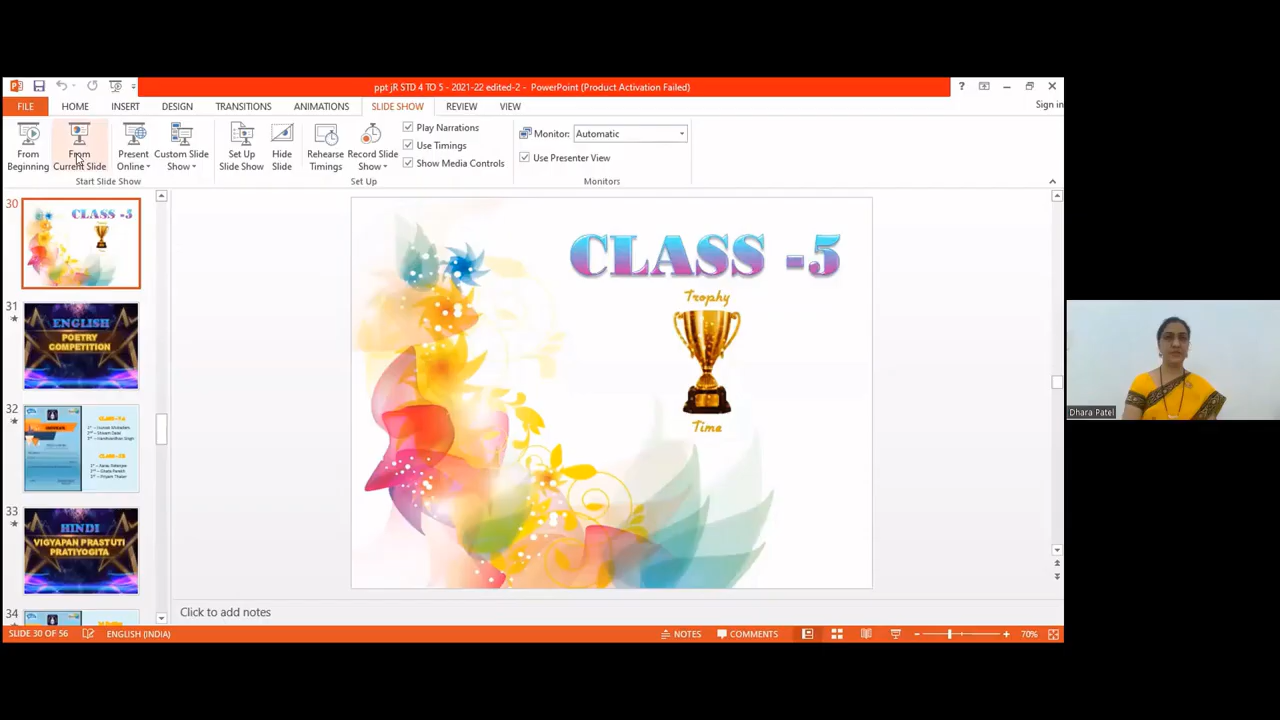 ppt jR STD 4 TO 5 - 2021-22 edited-2 - PowerPoint (Product Activation Failed)
Sign in
FILE HOME INSERT DESIGN TRANSITIONS ANIMATIONS SLIDE SHOW REVIEW VIEW
From Beginning
From Current Slide
Present Online
Custom Slide Show
Set Up Slide Show
Hide Slide
Rehearse Timings
Record Slide Show
Play Narrations
Use Timings
Show Media Controls
Monitor: Automatic
Use Presenter View
Start Slide Show
Set Up
Monitors
30
CLASS -5
31
ENGLISH
POETRY
COMPETITION
32
33
HINDI
VIGYAPAN PRASTUTI
PRATIYOGITA
34
CLASS -5
Trophy
Time
Click to add notes
SLIDE 30 OF 56 ENGLISH (INDIA) NOTES COMMENTS 70%
Dhara Patel